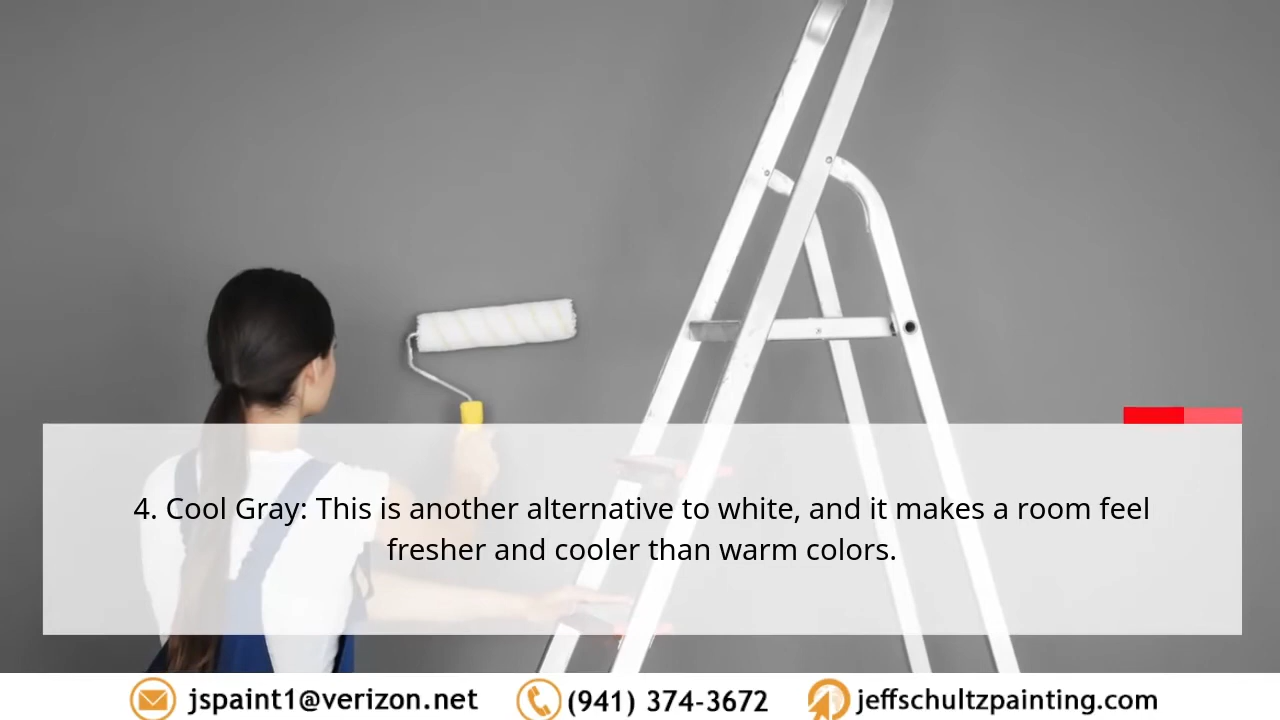 4. Cool Gray: This is another alternative to white, and it makes a room feel
fresher and cooler than warm colors.
jspaint1@verizon.net (941) 374-3672 jeffschultzpainting.com